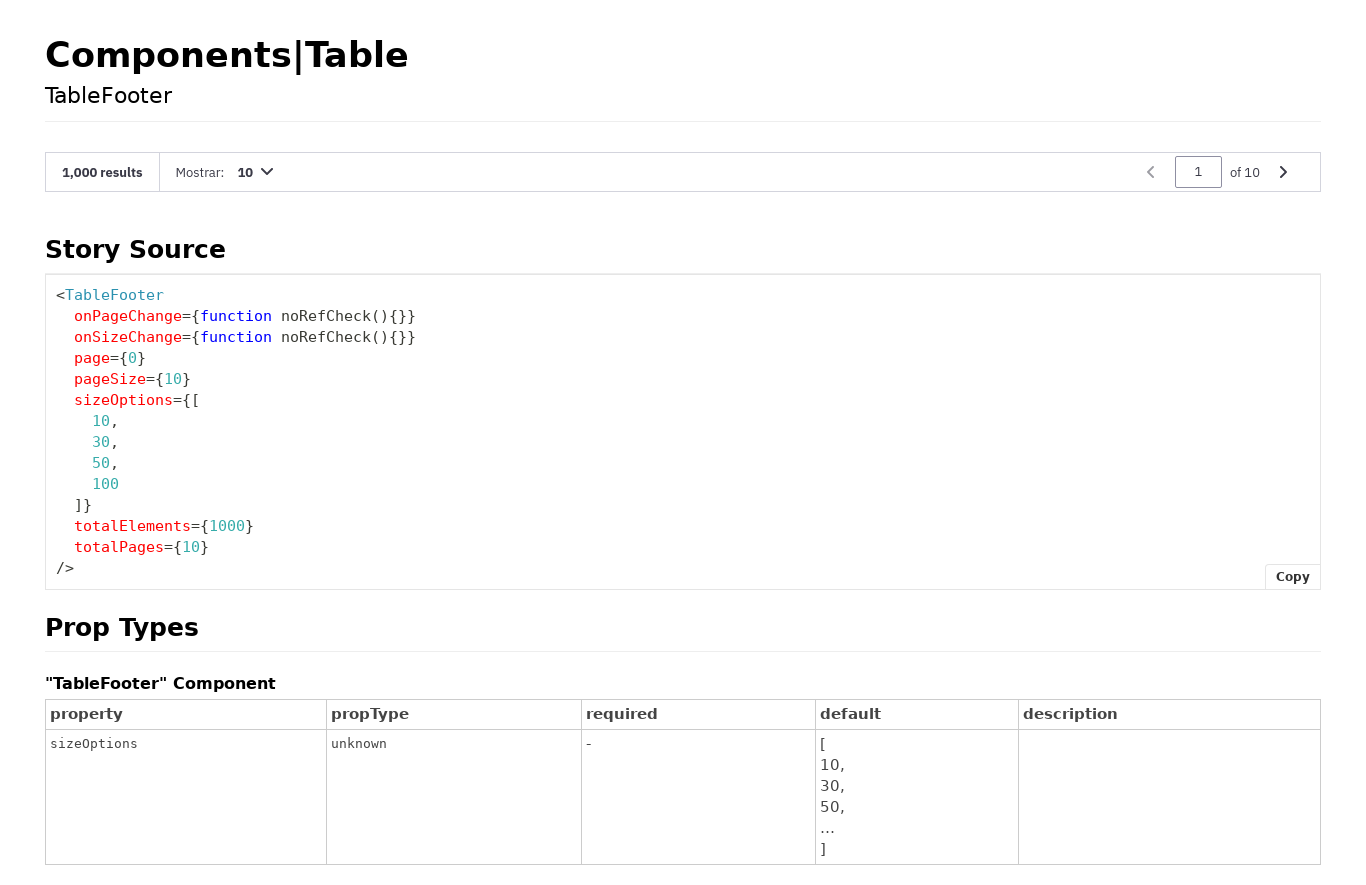 Components|Table
TableFooter
1,000 results Mostrar: 10 1 of 10
Story Source
<TableFooter
  onPageChange={function noRefCheck(){}}
  onSizeChange={function noRefCheck(){}}
  page={0}
  pageSize={10}
  sizeOptions={[
    10,
    30,
    50,
    100
  ]}
  totalElements={1000}
  totalPages={10}
/>
Copy
Prop Types
"TableFooter" Component
property propType required default description
sizeOptions unknown - [
10,
30,
50,
...
]